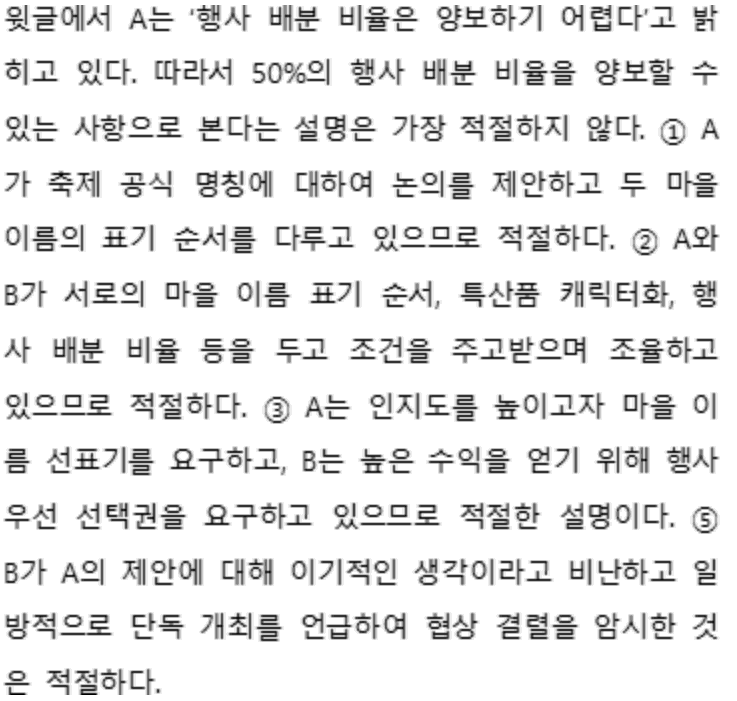 윗글에서 A는 '행사 배분 비율은 양보하기 어렵다'고 밝
히고 있다. 따라서 50%의 행사 배분 비율을 양보할 수
있는 사항으로 본다는 설명은 가장 적절하지 않다. ① A
가 축제 공식 명칭에 대하여 논의를 제안하고 두 마을
이름의 표기 순서를 다루고 있으므로 적절하다. ② A와
B가 서로의 마을 이름 표기 순서, 특산품 캐릭터화, 행
사 배분 비율 등을 두고 조건을 주고받으며 조율하고
있으므로 적절하다. ③ A는 인지도를 높이고자 마을 이
름 선표기를 요구하고, B는 높은 수익을 얻기 위해 행사
우선 선택권을 요구하고 있으므로 적절한 설명이다. ⑤
B가 A의 제안에 대해 이기적인 생각이라고 비난하고 일
방적으로 단독 개최를 언급하여 협상 결렬을 암시한 것
은 적절하다.